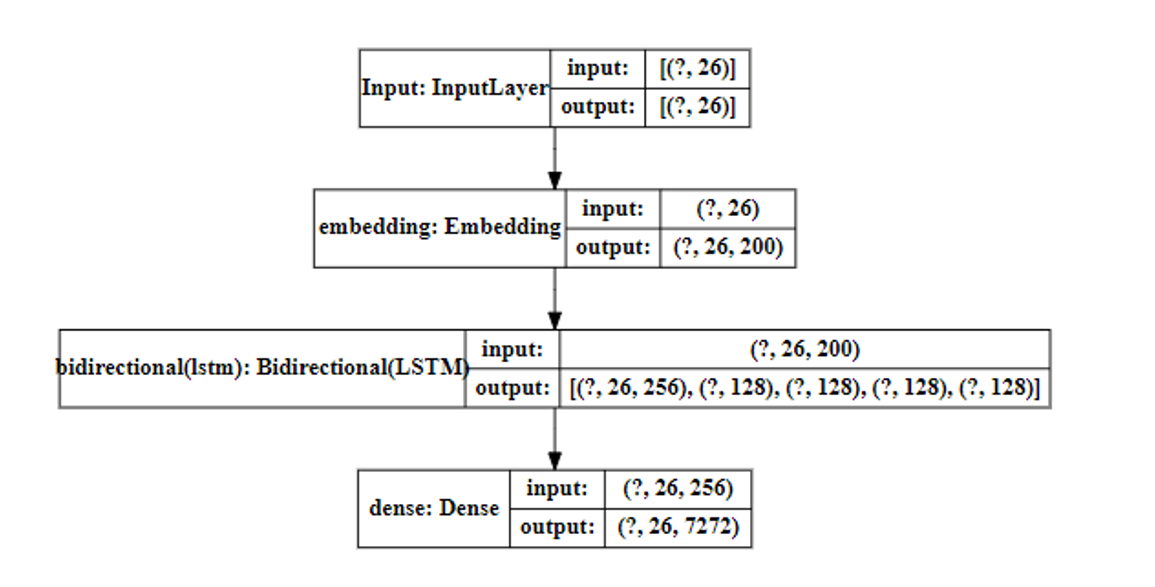 Input: InputLayer
input: [(?, 26)]
output: [(?, 26)]
embedding: Embedding
input: (?, 26)
output: (?, 26, 200)
bidirectional(lstm): Bidirectional(LSTM)
input: (?, 26, 200)
output: [(?, 26, 256), (?, 128), (?, 128), (?, 128), (?, 128)]
dense: Dense
input: (?, 26, 256)
output: (?, 26, 7272)